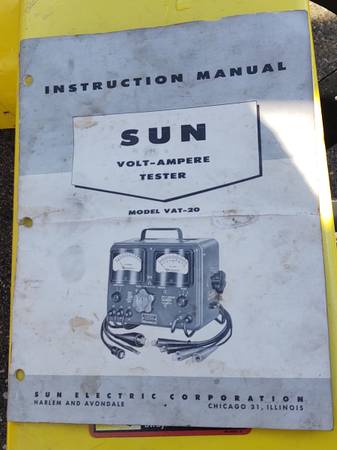 INSTRUCTION MANUAL
SUN
VOLT-AMPERE
TESTER
MODEL VAT-20
SUN ELECTRIC CORPORATION
HARLEM AND AVONDALE CHICAGO 31, ILLINOIS